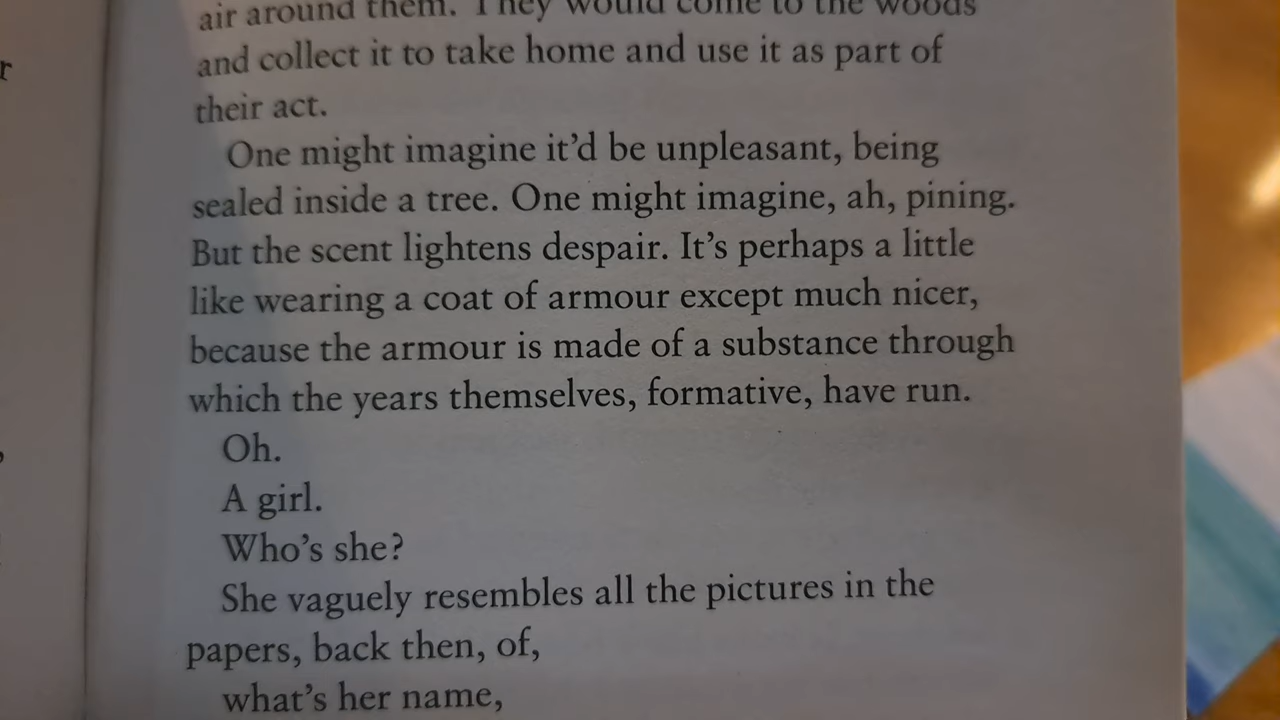 air around them. They would come to the woods
and collect it to take home and use it as part of
their act.
One might imagine it’d be unpleasant, being
sealed inside a tree. One might imagine, ah, pining.
But the scent lightens despair. It’s perhaps a little
like wearing a coat of armour except much nicer,
because the armour is made of a substance through
which the years themselves, formative, have run.
Oh.
A girl.
Who’s she?
She vaguely resembles all the pictures in the
papers, back then, of,
what’s her name,